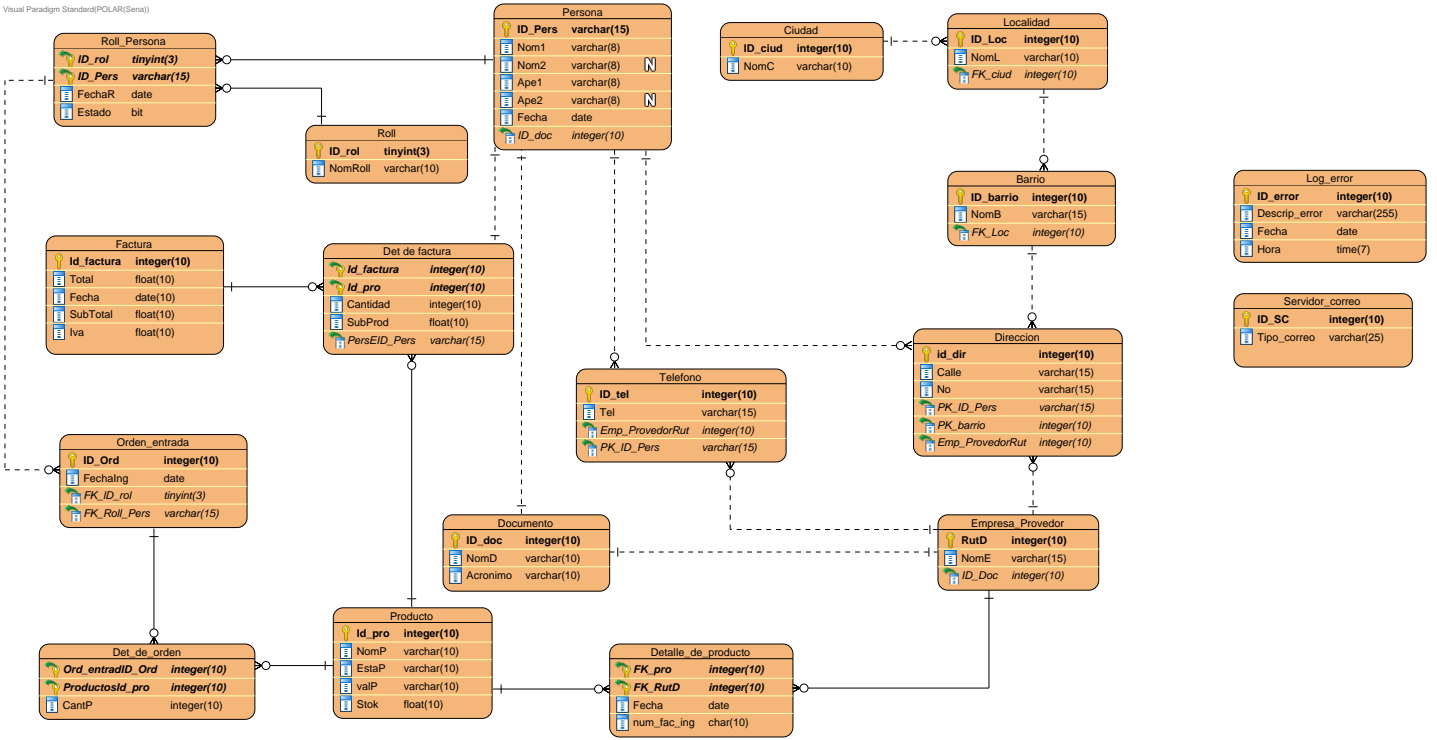 Visual Paradigm Standard(POLAR(Sena))
Persona
ID_Pers varchar(15)
Nom1 varchar(8)
Nom2 varchar(8) N
Ape1 varchar(8)
Ape2 varchar(8) N
Fecha date
ID_doc integer(10)
Roll_Persona
ID_rol tinyint(3)
ID_Pers varchar(15)
FechaR date
Estado bit
Roll
ID_rol tinyint(3)
NomRoll varchar(10)
Ciudad
ID_ciud integer(10)
NomC varchar(10)
Localidad
ID_Loc integer(10)
NomL varchar(10)
FK_ciud integer(10)
Barrio
ID_barrio integer(10)
NomB varchar(15)
FK_Loc integer(10)
Log_error
ID_error integer(10)
Descrip_error varchar(255)
Fecha date
Hora time(7)
Servidor_correo
ID_SC integer(10)
Tipo_correo varchar(25)
Factura
Id_factura integer(10)
Total float(10)
Fecha date(10)
SubTotal float(10)
Iva float(10)
Det de factura
Id_factura integer(10)
Id_pro integer(10)
Cantidad integer(10)
SubProd float(10)
PersEID_Pers varchar(15)
Direccion
id_dir integer(10)
Calle varchar(15)
No varchar(15)
PK_ID_Pers varchar(15)
PK_barrio integer(10)
Emp_ProvedorRut integer(10)
Telefono
ID_tel integer(10)
Tel varchar(15)
Emp_ProvedorRut integer(10)
PK_ID_Pers varchar(15)
Orden_entrada
ID_Ord integer(10)
FechaIng date
FK_ID_rol tinyint(3)
FK_Roll_Pers varchar(15)
Documento
ID_doc integer(10)
NomD varchar(10)
Acronimo varchar(10)
Empresa_Provedor
RutD integer(10)
NomE varchar(15)
ID_Doc integer(10)
Producto
Id_pro integer(10)
NomP varchar(10)
EstaP varchar(10)
valP varchar(10)
Stok float(10)
Det_de_orden
Ord_entradID_Ord integer(10)
ProductosId_pro integer(10)
CantP integer(10)
Detalle_de_producto
FK_pro integer(10)
FK_RutD integer(10)
Fecha date
num_fac_ing char(10)